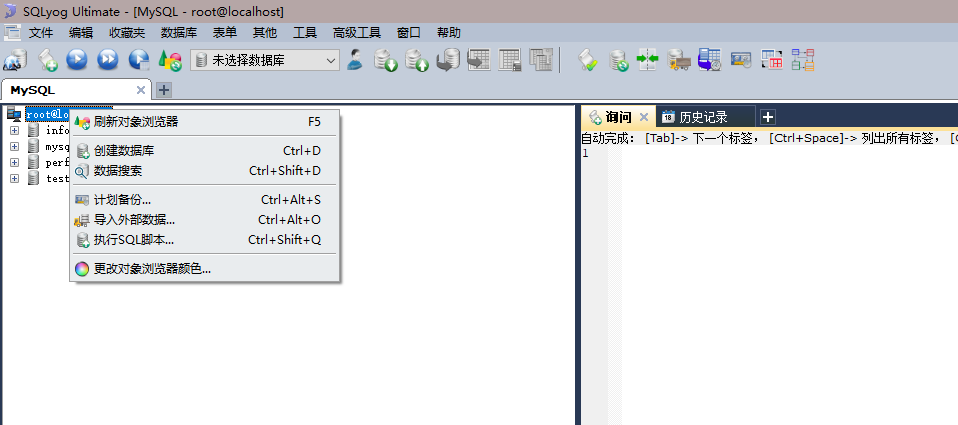 SQLyog Ultimate - [MySQL - root@localhost]
文件 编辑 收藏夹 数据库 表单 其他 工具 高级工具 窗口 帮助
未选择数据库
MySQL
root@lo
info
mysq
perf
test
刷新对象浏览器 F5
创建数据库 Ctrl+D
数据搜索 Ctrl+Shift+D
计划备份... Ctrl+Alt+S
导入外部数据... Ctrl+Alt+O
执行SQL脚本... Ctrl+Shift+Q
更改对象浏览器颜色...
询问 历史记录
自动完成: [Tab]-> 下一个标签, [Ctrl+Space]-> 列出所有标签, [
1